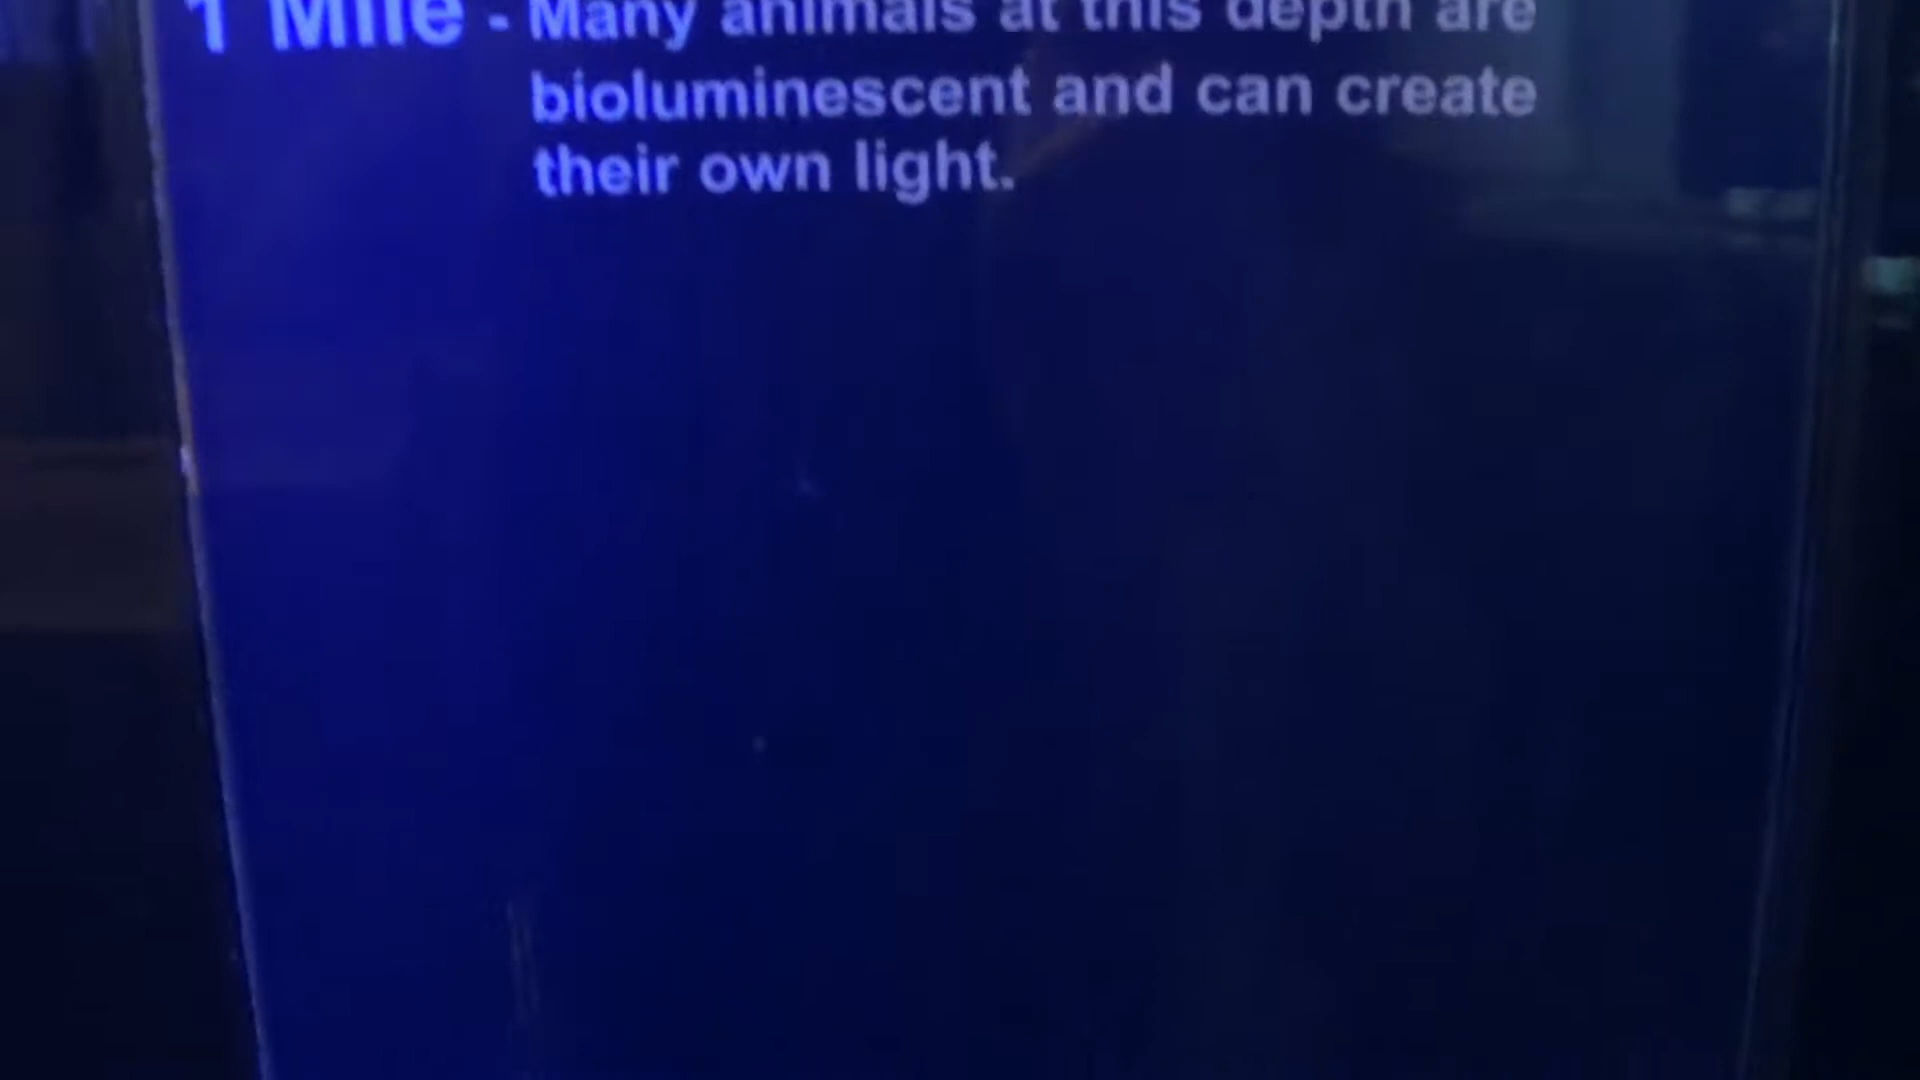 1 Mile - Many animals at this depth are
bioluminescent and can create
their own light.